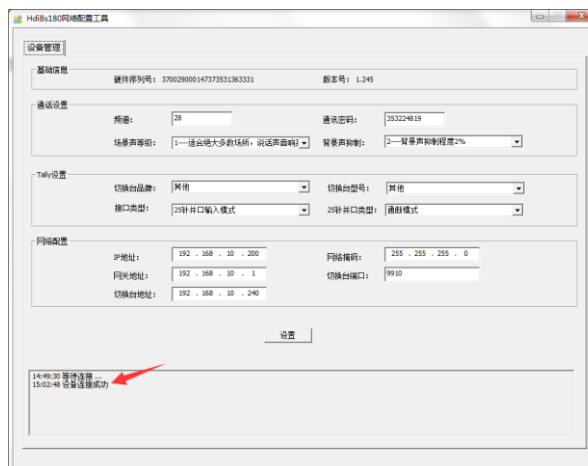 HdiBs180网络配置工具
设备管理
基础信息
硬件序列号: 370029000147373531363331 版本号: 1.245
通话设置
频道: 28 通讯密码: 353224819
场景声等级: 1----适合绝大多数场所，说话声音响 背景声抑制: 2----背景声抑制程度2%
Tally设置
切换台品牌: 其他 切换台型号: 其他
接口类型: 25针并口输入模式 25针并口类型: 通断模式
网络配置
IP地址: 192 . 168 . 10 . 200 网络掩码: 255 . 255 . 255 . 0
网关地址: 192 . 168 . 10 . 1 切换台端口: 9910
切换台地址: 192 . 168 . 10 . 240
设置
14:49:30 等待连接 ...
15:02:48 设备连接成功